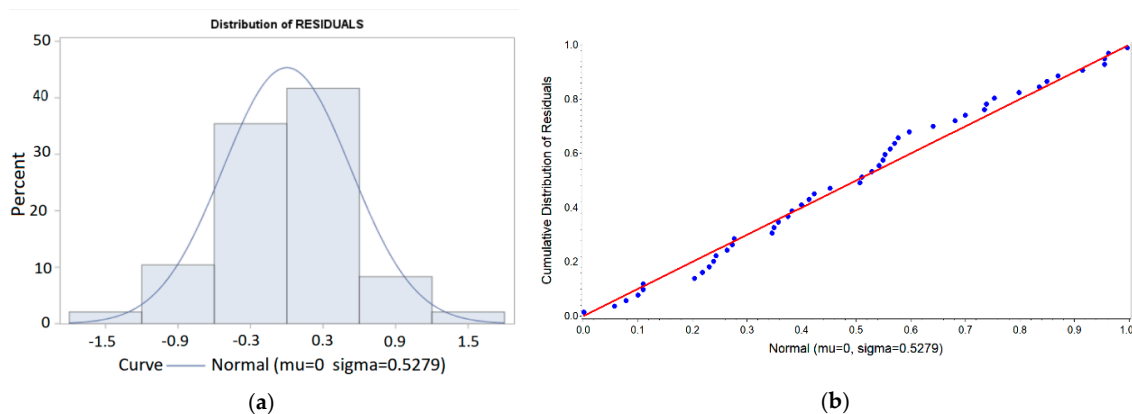 Distribution of RESIDUALS
Percent
50
40
30
20
10
0
-1.5 -0.9 -0.3 0.3 0.9 1.5
Curve Normal (mu=0 sigma=0.5279)
(a)
Cumulative Distribution of Residuals
1.0
0.8
0.6
0.4
0.2
0.0
0.0 0.1 0.2 0.3 0.4 0.5 0.6 0.7 0.8 0.9 1.0
Normal (mu=0, sigma=0.5279)
(b)